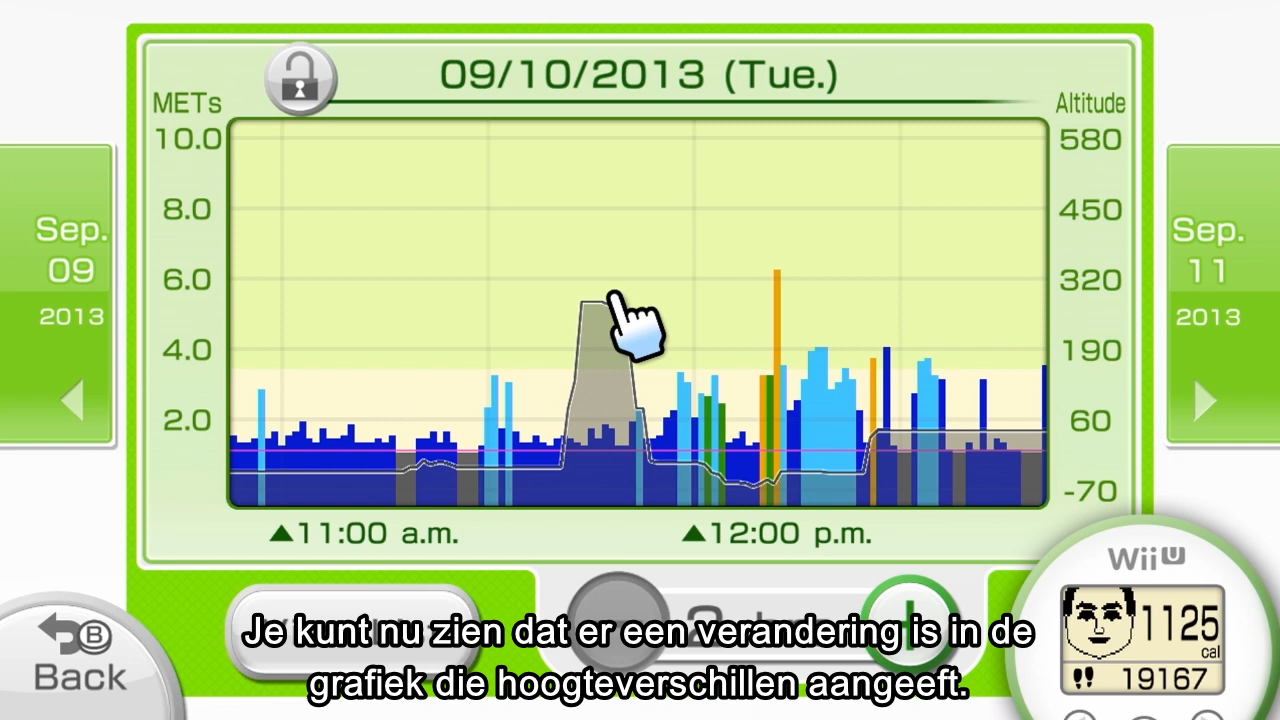 09/10/2013 (Tue.)
METs
Altitude
10.0
580
8.0
450
6.0
320
4.0
190
2.0
60
-70
11:00 a.m.
12:00 p.m.
Sep.
09
2013
Sep.
11
2013
B
Back
Je kunt nu zien dat er een verandering is in de
grafiek die hoogteverschillen aangeeft.
Wii U
1125
cal
19167